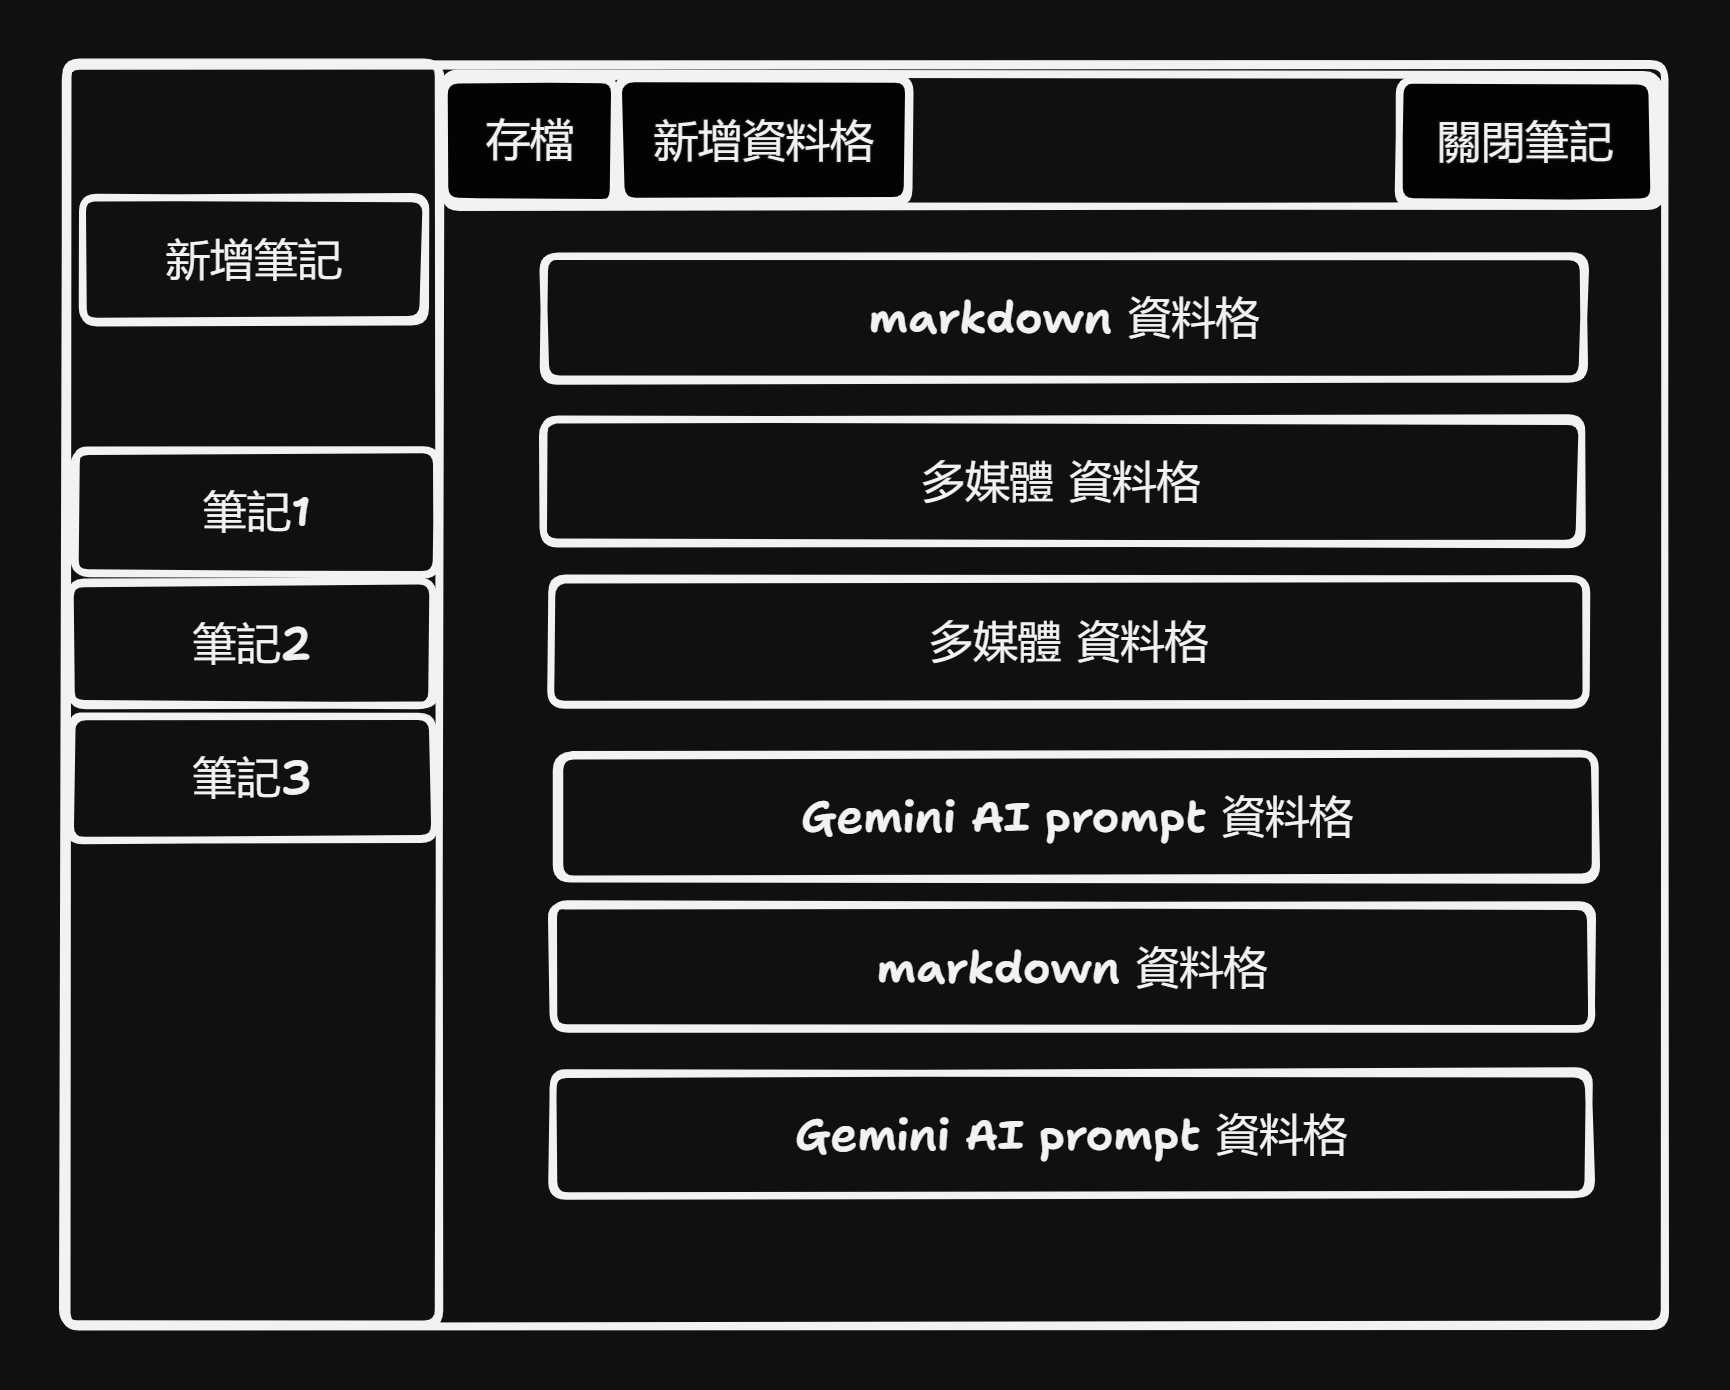 新增筆記
筆記1
筆記2
筆記3
存檔
新增資料格
關閉筆記
markdown 資料格
多媒體 資料格
多媒體 資料格
Gemini AI prompt 資料格
markdown 資料格
Gemini AI prompt 資料格